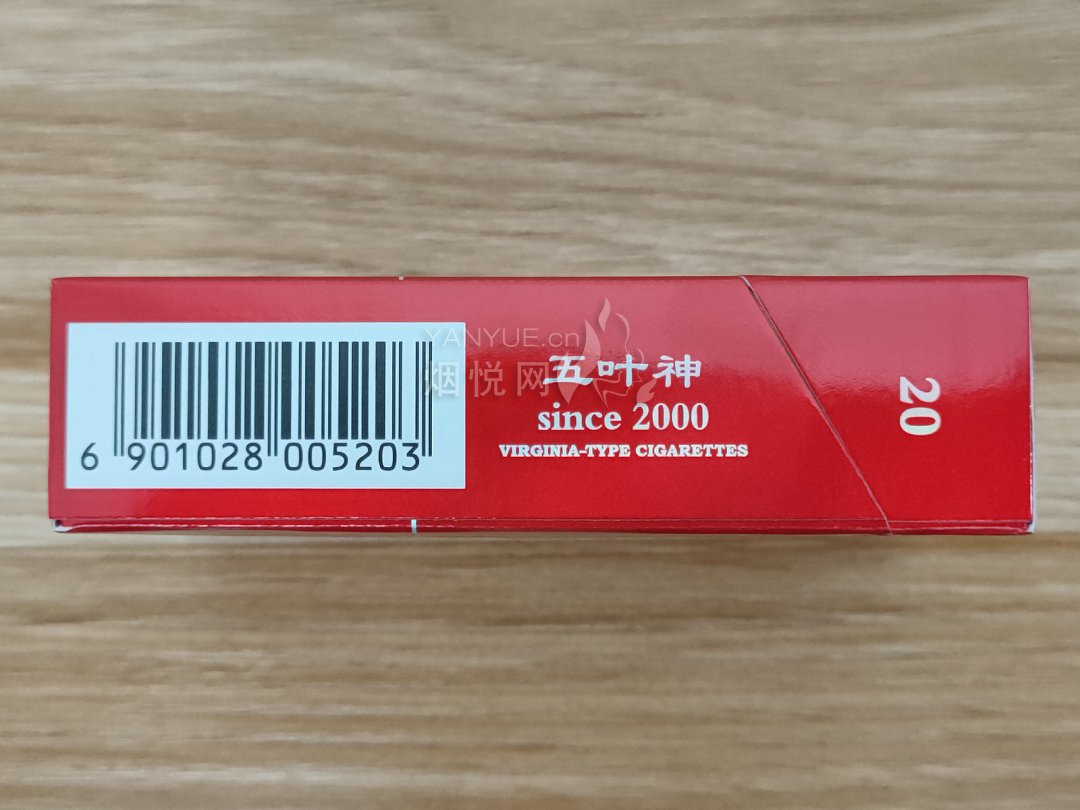 YANYUE.cn
烟悦网
五叶神
since 2000
VIRGINIA-TYPE CIGARETTES
6 901028 005203
20